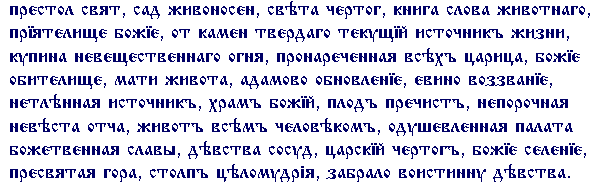 престол свят, сад живоносен, свѣта чертог, книга слова животнаго,
прїятелище божїе, от камен твердаго текущїй источник жизни,
купина невещественнаго огня, пронареченная всѣхъ царица, божїе
обителище, мати живота, адамово обновленїе, евино воззванїе,
нетлѣнная источникъ, храмъ божїй, плодъ пречистъ, непорочная
невѣста отча, животъ всѣмъ человѣкомъ, одушевленная палата
божетвенная славы, дѣвства сосуд, царскїй чертогъ, божїе селенїе,
пресвятая гора, столпъ цѣломудрїя, забрало воистинну дѣвства.